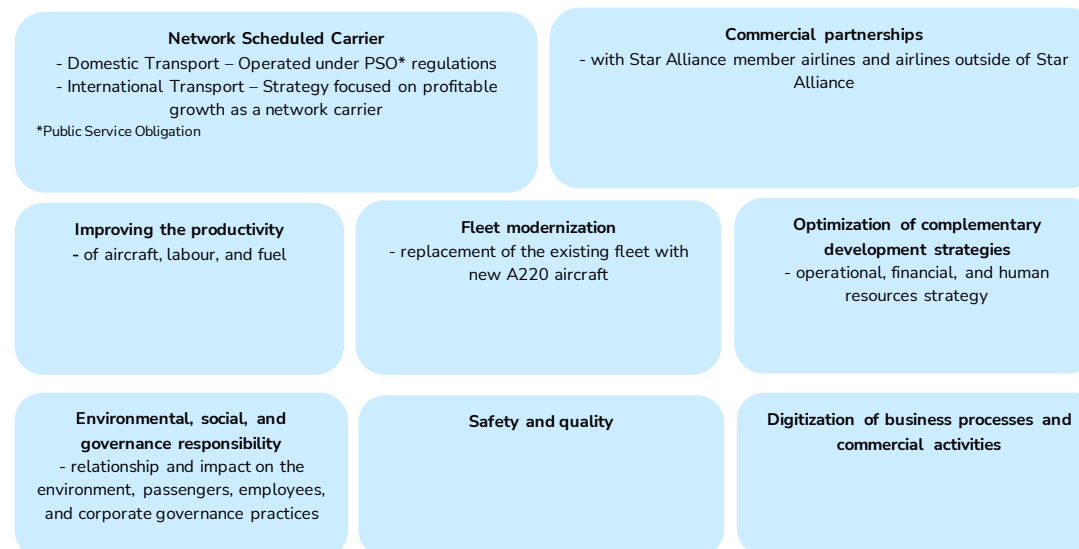 Network Scheduled Carrier
- Domestic Transport – Operated under PSO* regulations
- International Transport – Strategy focused on profitable
growth as a network carrier
*Public Service Obligation
Commercial partnerships
- with Star Alliance member airlines and airlines outside of Star
Alliance
Improving the productivity
- of aircraft, labour, and fuel
Fleet modernization
- replacement of the existing fleet with
new A220 aircraft
Optimization of complementary
development strategies
- operational, financial, and human
resources strategy
Environmental, social, and
governance responsibility
- relationship and impact on the
environment, passengers, employees,
and corporate governance practices
Safety and quality
Digitization of business processes and
commercial activities